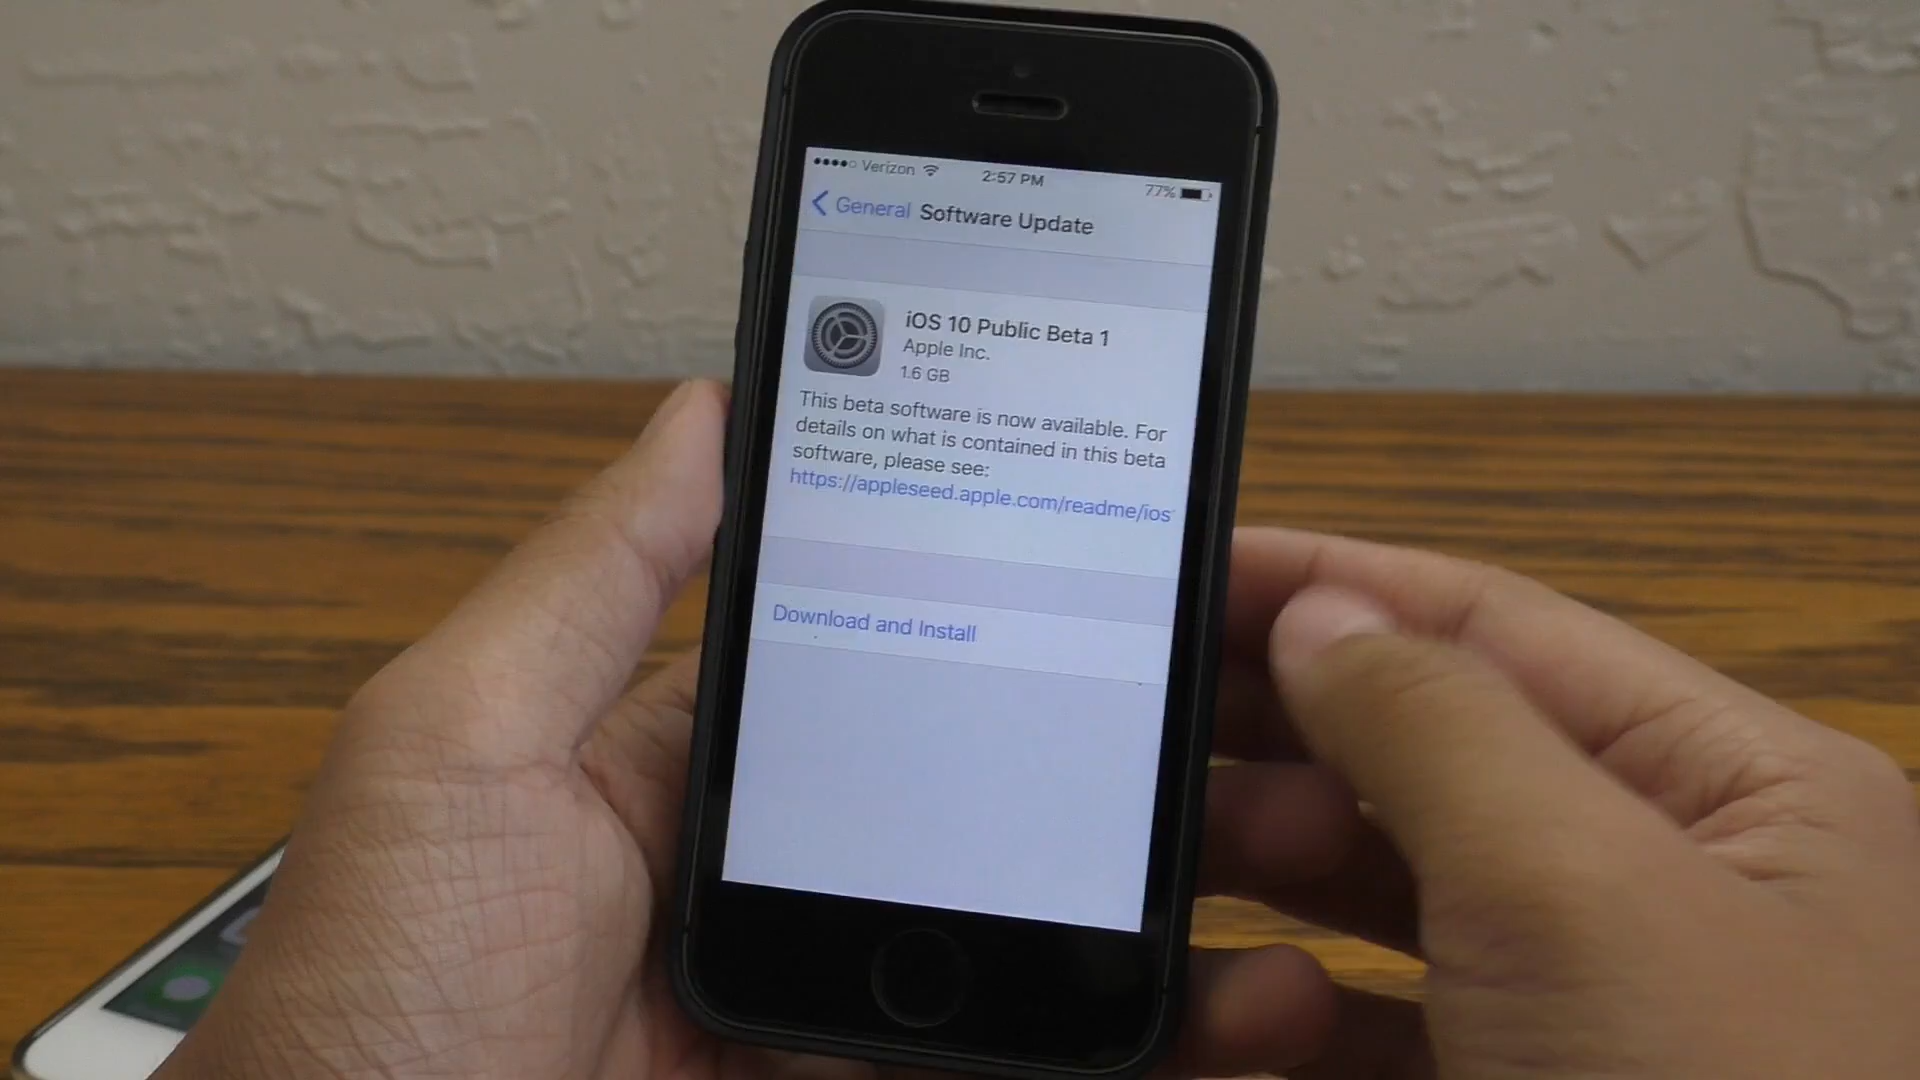 Verizon 2:57 PM 77%
General Software Update
iOS 10 Public Beta 1
Apple Inc.
1.6 GB
This beta software is now available. For
details on what is contained in this beta
software, please see:
https://appleseed.apple.com/readme/ios
Download and Install